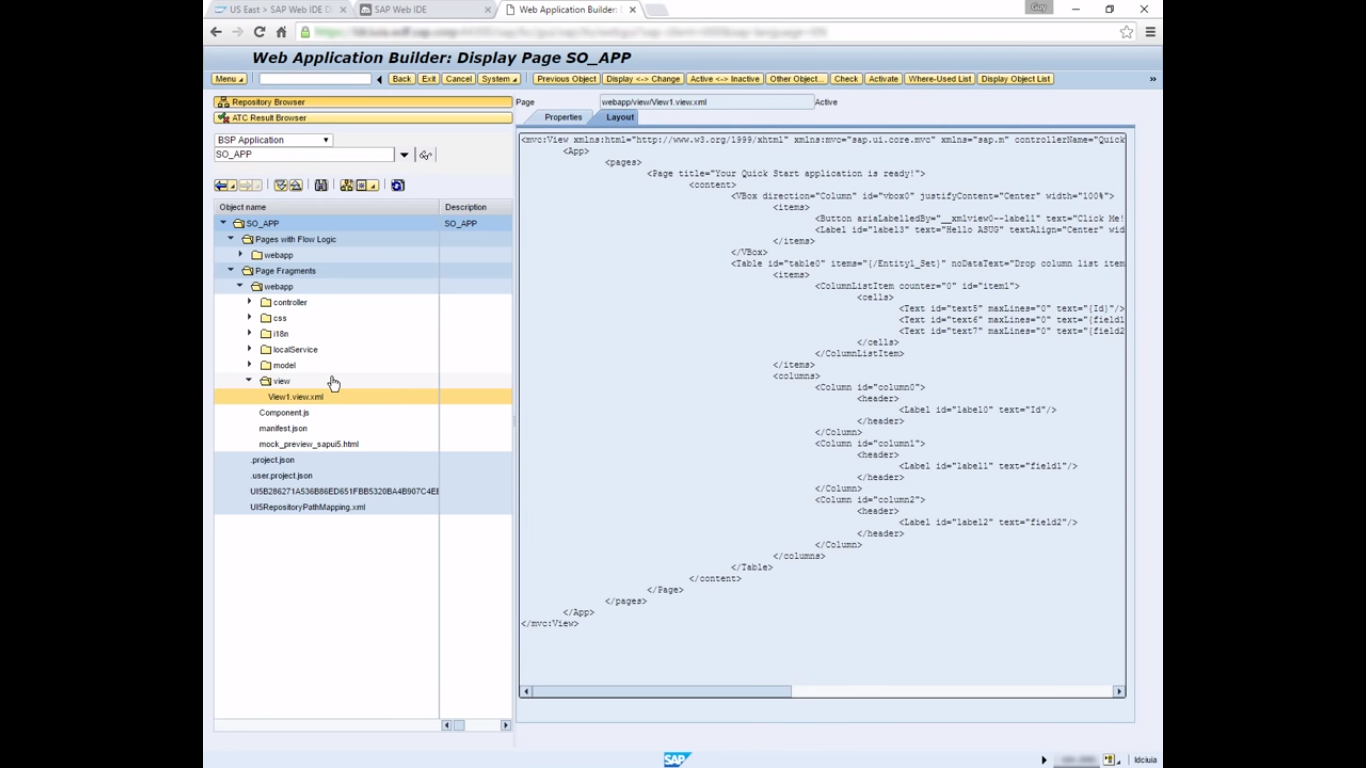 US East > SAP Web IDE D
SAP Web IDE
Web Application Builder:
Guy
Web Application Builder: Display Page SO_APP
Menu
Back
Exit
Cancel
System
Previous Object
Display <-> Change
Active <-> Inactive
Other Object...
Check
Activate
Where-Used List
Display Object List
»
Repository Browser
ATC Result Browser
BSP Application
SO_APP
Object name
Description
SO_APP
SO_APP
Pages with Flow Logic
webapp
Page Fragments
webapp
controller
css
i18n
localService
model
view
View1.view.xml
Component.js
manifest.json
mock_preview_sapui5.html
.project.json
.user.project.json
UI5RepositoryPathMapping.xml
Page
webapp/view/View1.view.xml
Active
Properties
Layout
<mvc:View xmlns:html="http://www.w3.org/1999/xhtml" xmlns:mvc="sap.ui.core.mvc" xmlns="sap.m" controllerName="Quick
<App>
<pages>
<Page title="Your Quick Start application is ready!">
<content>
<VBox direction="Column" id="vbox0" justifyContent="Center" width="100%">
<items>
<Button ariaLabelledBy="__xmlview0--label1" text="Click Me!
<Label id="label3" text="Hello ASUG" textAlign="Center" wid
</items>
</VBox>
<Table id="table0" items="{/Entity1_Set}" noDataText="Drop column list item
<items>
<ColumnListItem counter="0" id="item1">
<cells>
<Text id="text5" maxLines="0" text="{Id}"/>
<Text id="text6" maxLines="0" text="{field1
<Text id="text7" maxLines="0" text="{field2
</cells>
</ColumnListItem>
</items>
<columns>
<Column id="column0">
<header>
<Label id="label0" text="Id"/>
</header>
</Column>
<Column id="column1">
<header>
<Label id="label1" text="field1"/>
</header>
</Column>
<Column id="column2">
<header>
<Label id="label2" text="field2"/>
</header>
</Column>
</columns>
</Table>
</content>
</Page>
</pages>
</App>
</mvc:View>
SAP
ldciuia